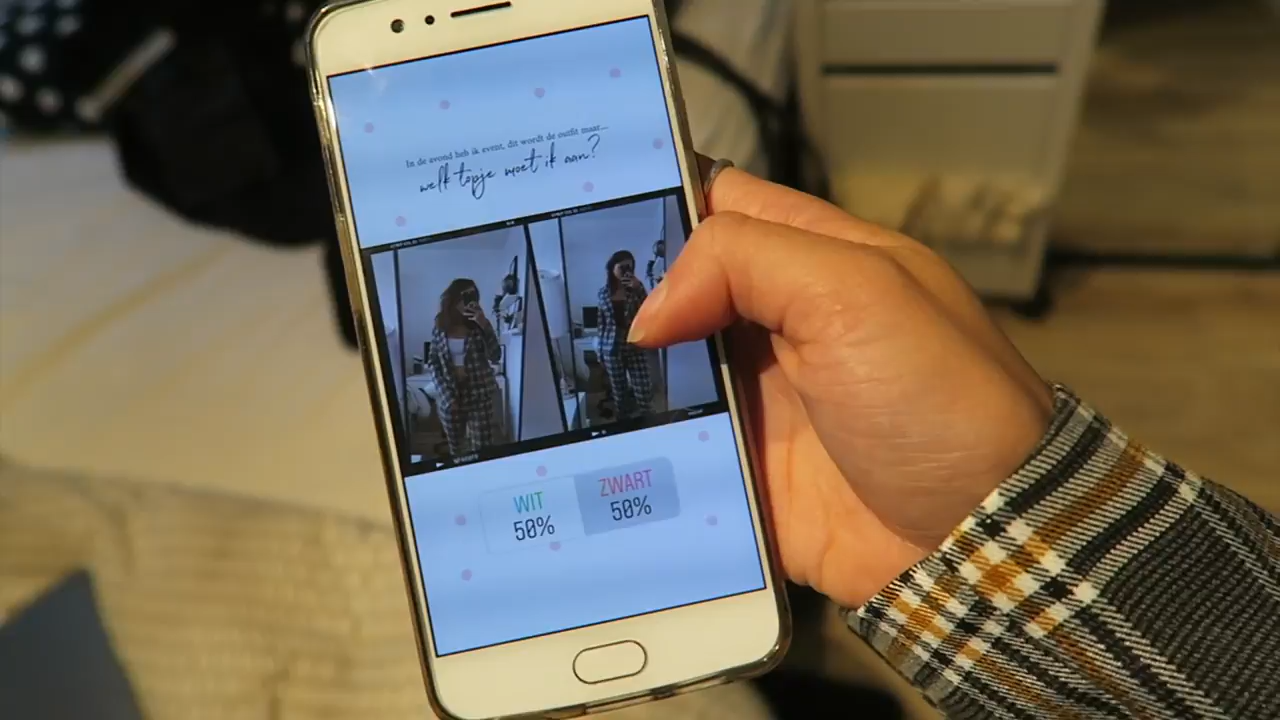 In de avond heb ik event, dit wordt de outfit maar...
welk topje moet ik aan?
WIT
50%
ZWART
50%